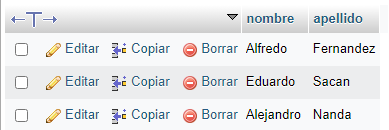 nombre apellido
Editar Copiar Borrar Alfredo Fernandez
Editar Copiar Borrar Eduardo Sacan
Editar Copiar Borrar Alejandro Nanda